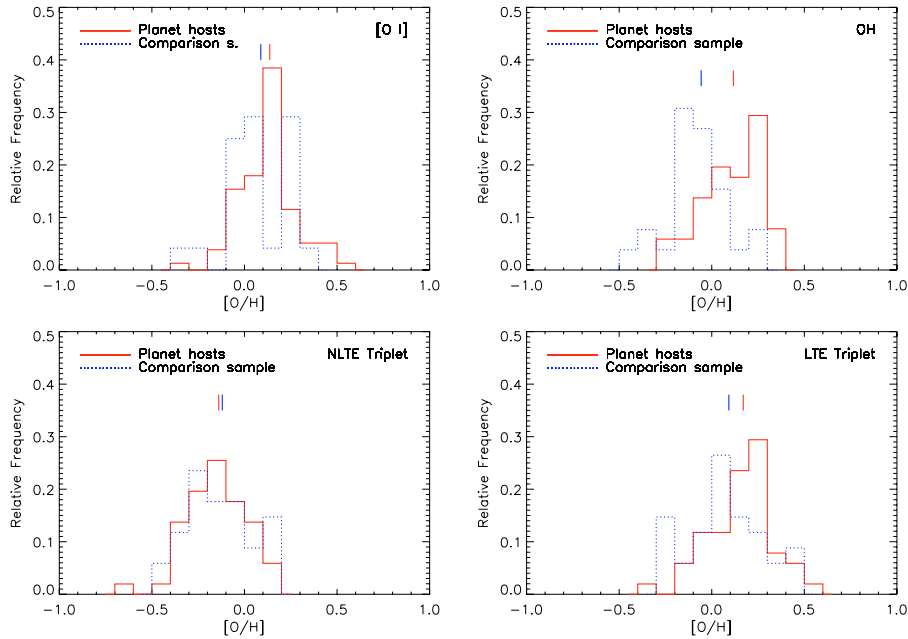 0.5
Planet hosts
[O I]
Comparison s.
0.4
0.3
0.2
0.1
0.0
Relative Frequency
-1.0 -0.5 0.0 0.5 1.0
[O/H]
0.5
Planet hosts
OH
Comparison sample
0.4
0.3
0.2
0.1
0.0
Relative Frequency
-1.0 -0.5 0.0 0.5 1.0
[O/H]
0.5
Planet hosts
NLTE Triplet
Comparison sample
0.4
0.3
0.2
0.1
0.0
Relative Frequency
-1.0 -0.5 0.0 0.5 1.0
[O/H]
0.5
Planet hosts
LTE Triplet
Comparison sample
0.4
0.3
0.2
0.1
0.0
Relative Frequency
-1.0 -0.5 0.0 0.5 1.0
[O/H]